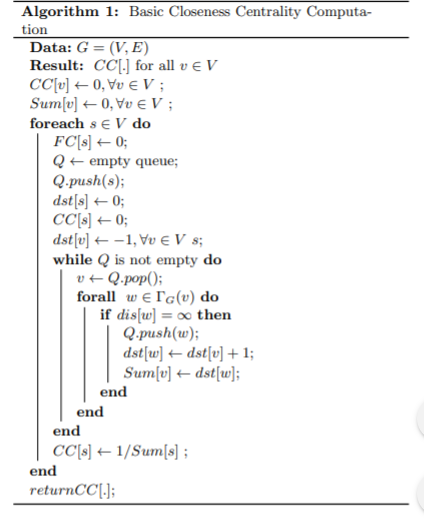 Algorithm 1: Basic Closeness Centrality Computa-
tion
Data: G = (V, E)
Result: CC[.] for all v ∈ V
CC[v] ← 0, ∀v ∈ V ;
Sum[v] ← 0, ∀v ∈ V ;
foreach s ∈ V do
FC[s] ← 0;
Q ← empty queue;
Q.push(s);
dst[s] ← 0;
CC[s] ← 0;
dst[v] ← −1, ∀v ∈ V s;
while Q is not empty do
v ← Q.pop();
forall w ∈ Γ_G(v) do
if dis[w] = ∞ then
Q.push(w);
dst[w] ← dst[v] + 1;
Sum[v] ← dst[w];
end
end
end
CC[s] ← 1/Sum[s] ;
end
returnCC[.];